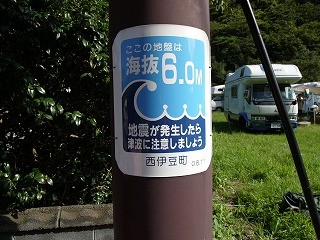 ここの地盤は
海抜6.0M
地震が発生したら
津波に注意しましょう
西伊豆町